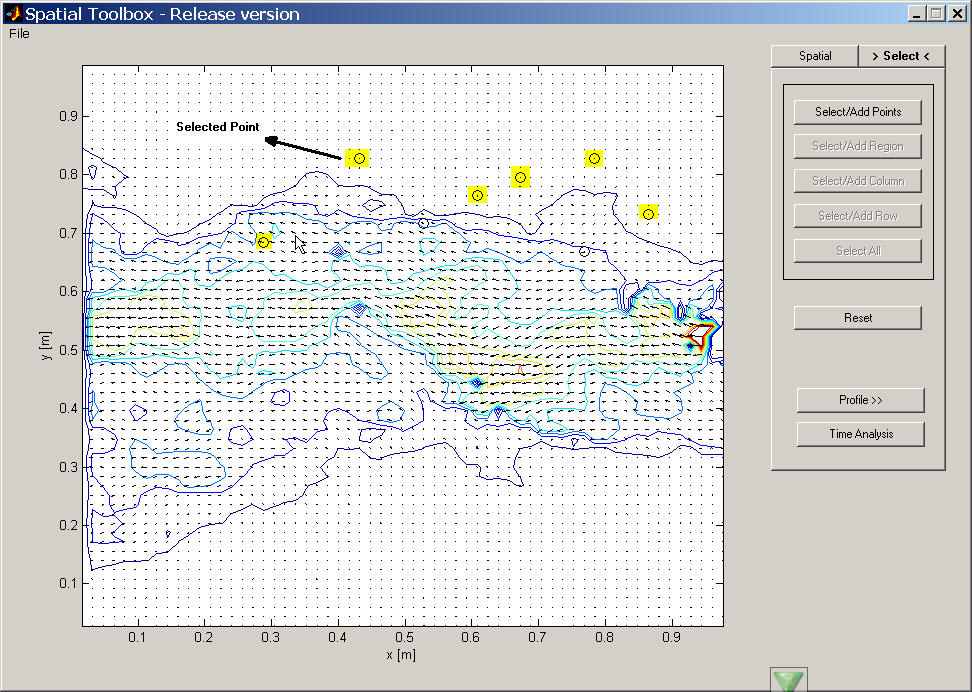 Spatial Toolbox - Release version
File
Spatial
> Select <
Selected Point
Select/Add Points
Select/Add Region
Select/Add Column
Select/Add Row
Select All
Reset
Profile >>
Time Analysis
y [m]
0.9
0.8
0.7
0.6
0.5
0.4
0.3
0.2
0.1
0.1 0.2 0.3 0.4 0.5 0.6 0.7 0.8 0.9
x [m]